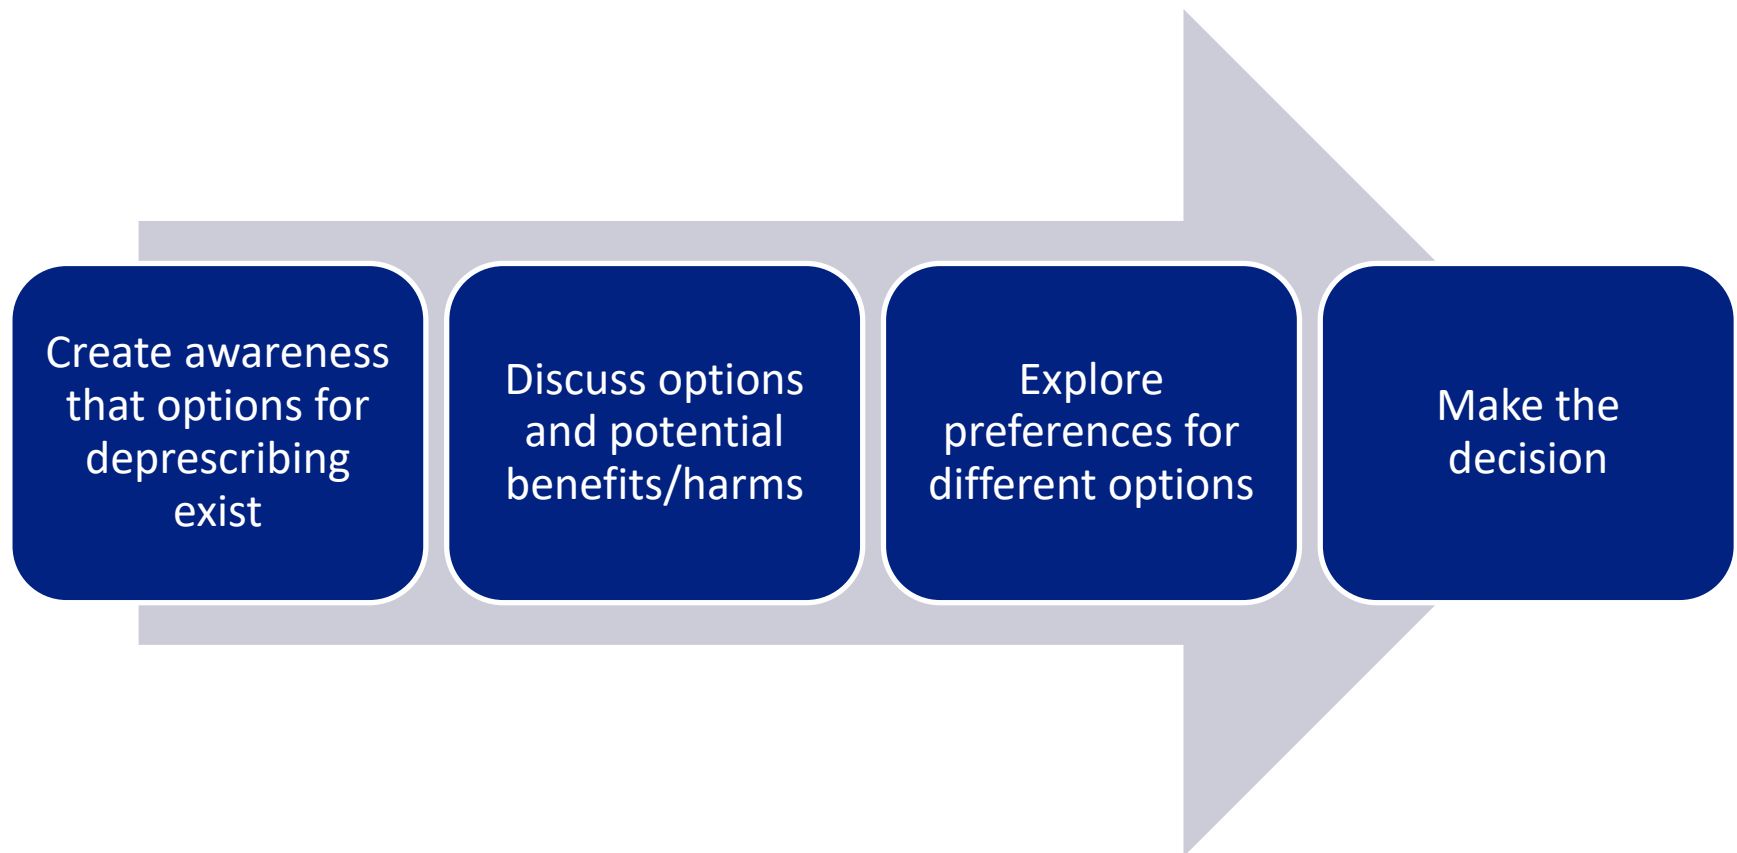 Create awareness
that options for
deprescribing
exist
Discuss options
and potential
benefits/harms
Explore
preferences for
different options
Make the
decision